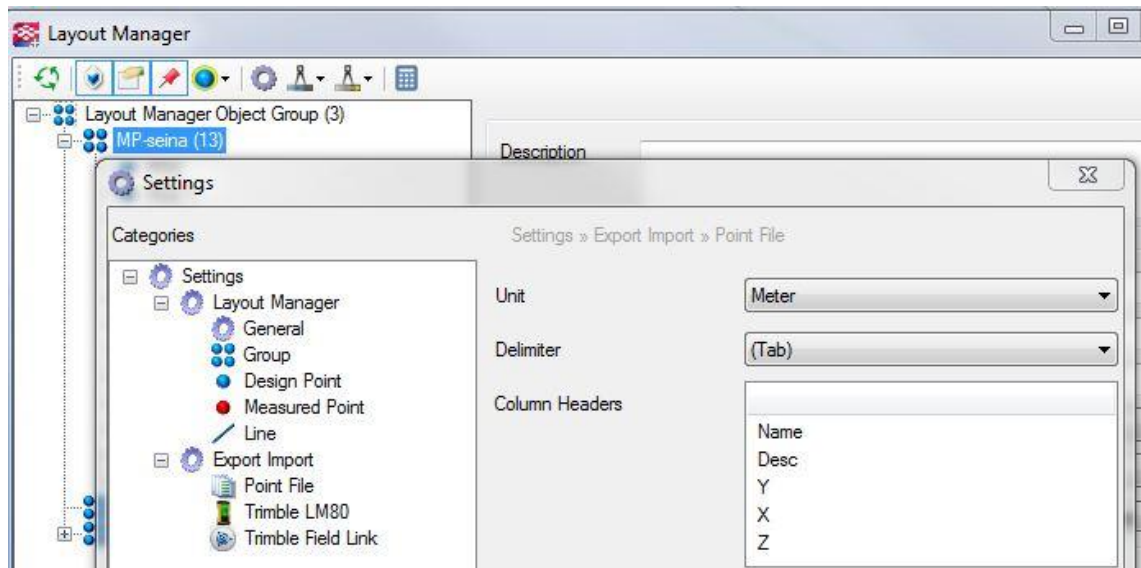 Layout Manager
Layout Manager Object Group (3)
MP-seina (13)
Description
Settings
Categories
Settings » Export Import » Point File
Settings
Layout Manager
General
Group
Design Point
Measured Point
Line
Export Import
Point File
Trimble LM80
Trimble Field Link
Unit
Meter
Delimiter
(Tab)
Column Headers
Name
Desc
Y
X
Z